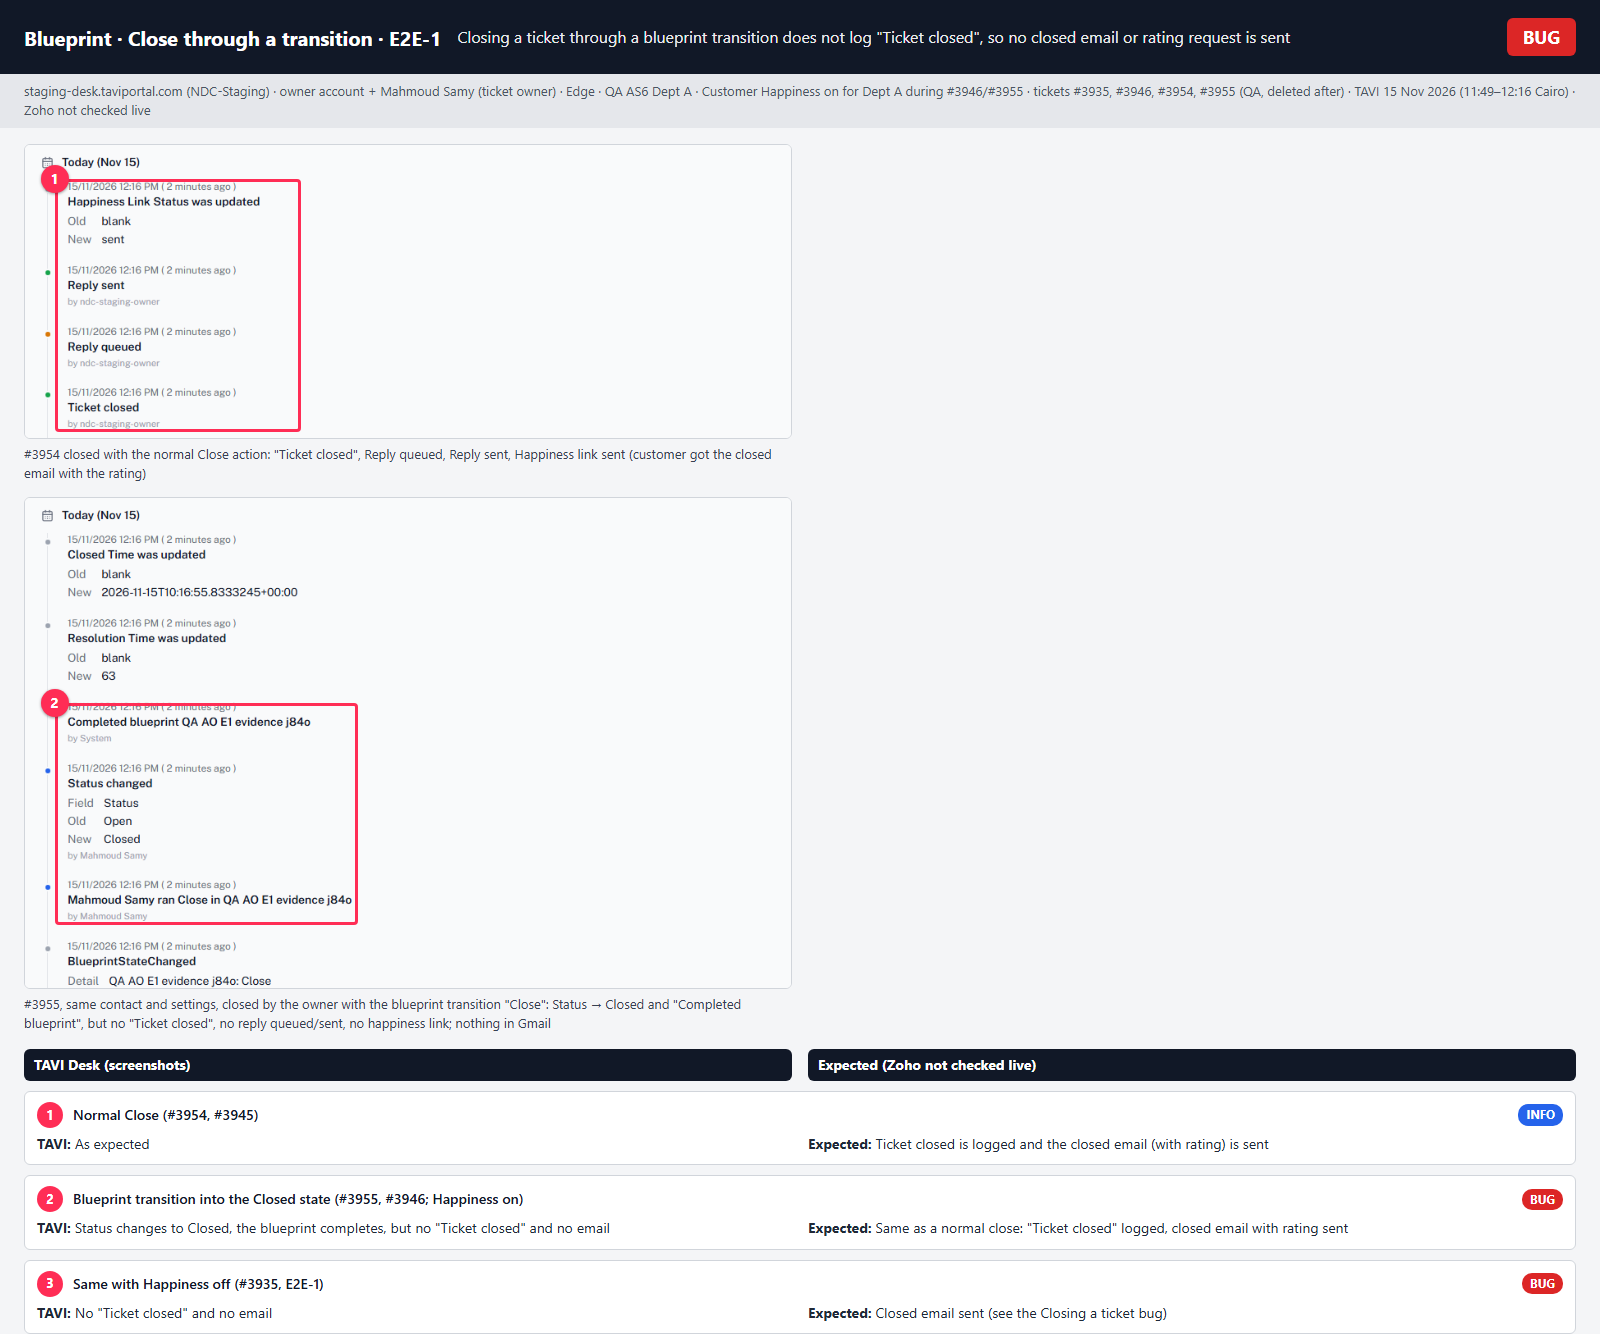 Blueprint · Close through a transition · E2E-1
Closing a ticket through a blueprint transition does not log "Ticket closed", so no closed email or rating request is sent
BUG
staging-desk.taviportal.com (NDC-Staging) · owner account + Mahmoud Samy (ticket owner) · Edge · QA AS6 Dept A · Customer Happiness on for Dept A during #3946/#3955 · tickets #3935, #3946, #3954, #3955 (QA, deleted after) · TAVI 15 Nov 2026 (11:49–12:16 Cairo) ·
Zoho not checked live
Today (Nov 15)
1
15/11/2026 12:16 PM ( 2 minutes ago )
Happiness Link Status was updated
Old blank
New sent
15/11/2026 12:16 PM ( 2 minutes ago )
Reply sent
by ndc-staging-owner
15/11/2026 12:16 PM ( 2 minutes ago )
Reply queued
by ndc-staging-owner
15/11/2026 12:16 PM ( 2 minutes ago )
Ticket closed
by ndc-staging-owner
#3954 closed with the normal Close action: "Ticket closed", Reply queued, Reply sent, Happiness link sent (customer got the closed
email with the rating)
Today (Nov 15)
15/11/2026 12:16 PM ( 2 minutes ago )
Closed Time was updated
Old blank
New 2026-11-15T10:16:55.8333245+00:00
15/11/2026 12:16 PM ( 2 minutes ago )
Resolution Time was updated
Old blank
New 63
2
15/11/2026 12:16 PM ( 2 minutes ago )
Completed blueprint QA AO E1 evidence j84o
by System
15/11/2026 12:16 PM ( 2 minutes ago )
Status changed
Field Status
Old Open
New Closed
by Mahmoud Samy
15/11/2026 12:16 PM ( 2 minutes ago )
Mahmoud Samy ran Close in QA AO E1 evidence j84o
by Mahmoud Samy
15/11/2026 12:16 PM ( 2 minutes ago )
BlueprintStateChanged
Detail QA AO E1 evidence j84o: Close
#3955, same contact and settings, closed by the owner with the blueprint transition "Close": Status → Closed and "Completed
blueprint", but no "Ticket closed", no reply queued/sent, no happiness link; nothing in Gmail
TAVI Desk (screenshots)
Expected (Zoho not checked live)
1 Normal Close (#3954, #3945)
INFO
TAVI: As expected
Expected: Ticket closed is logged and the closed email (with rating) is sent
2 Blueprint transition into the Closed state (#3955, #3946; Happiness on)
BUG
TAVI: Status changes to Closed, the blueprint completes, but no "Ticket closed" and no email
Expected: Same as a normal close: "Ticket closed" logged, closed email with rating sent
3 Same with Happiness off (#3935, E2E-1)
BUG
TAVI: No "Ticket closed" and no email
Expected: Closed email sent (see the Closing a ticket bug)